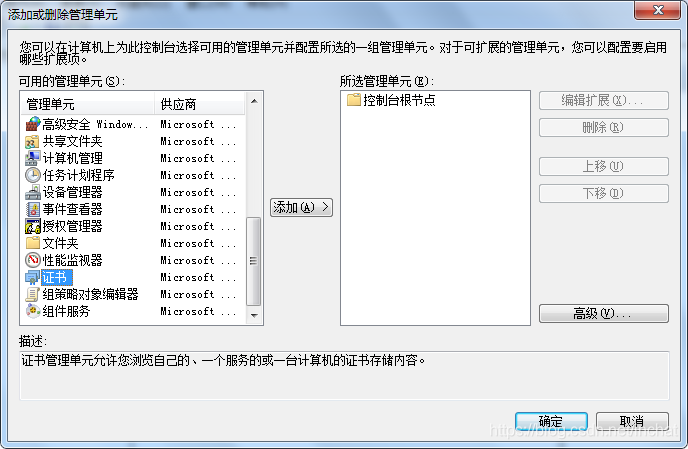 添加或删除管理单元
您可以在计算机上为此控制台选择可用的管理单元并配置所选的一组管理单元。对于可扩展的管理单元，您可以配置要启用
哪些扩展项。
可用的管理单元(S):
所选管理单元(E):
管理单元 供应商
高级安全 Window... Microsoft ...
共享文件夹 Microsoft ...
计算机管理 Microsoft ...
任务计划程序 Microsoft ...
设备管理器 Microsoft ...
事件查看器 Microsoft ...
授权管理器 Microsoft ...
文件夹 Microsoft ...
性能监视器 Microsoft ...
证书 Microsoft ...
组策略对象编辑器 Microsoft ...
组件服务 Microsoft ...
添加(A) >
控制台根节点
编辑扩展(X)...
删除(R)
上移(U)
下移(D)
高级(V)...
描述:
证书管理单元允许您浏览自己的、一个服务的或一台计算机的证书存储内容。
确定 取消